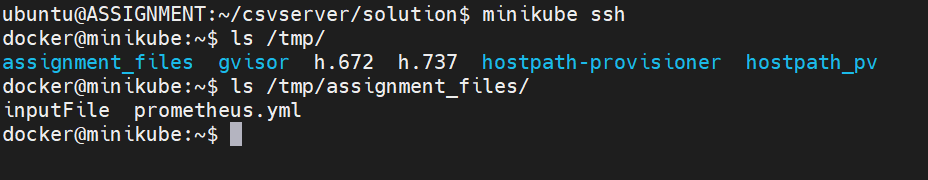 ubuntu@ASSIGNMENT:~/csvserver/solution$ minikube ssh
docker@minikube:~$ ls /tmp/
assignment_files  gvisor  h.672  h.737  hostpath-provisioner  hostpath_pv
docker@minikube:~$ ls /tmp/assignment_files/
inputFile  prometheus.yml
docker@minikube:~$